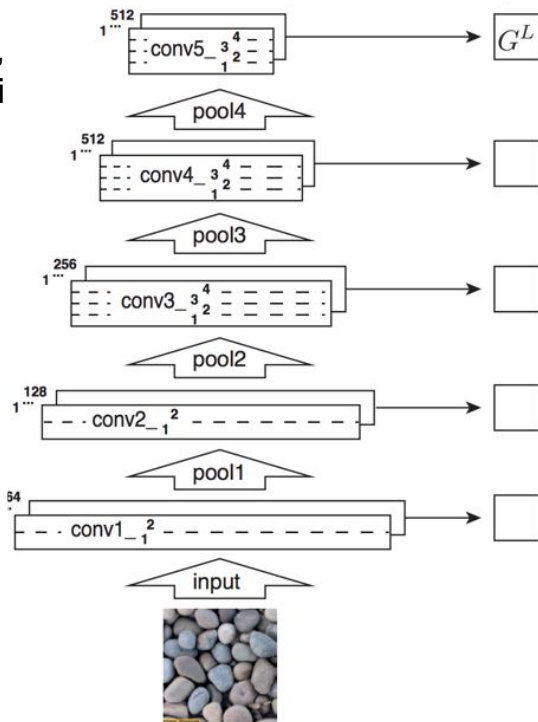 512
1...
conv5_ 1 2 3 4
G^L
,
i
pool4
512
1...
conv4_ 1 2 3 4
pool3
256
1...
conv3_ 1 2 3 4
pool2
128
1...
conv2_ 1 2
pool1
64
conv1_ 1 2
input